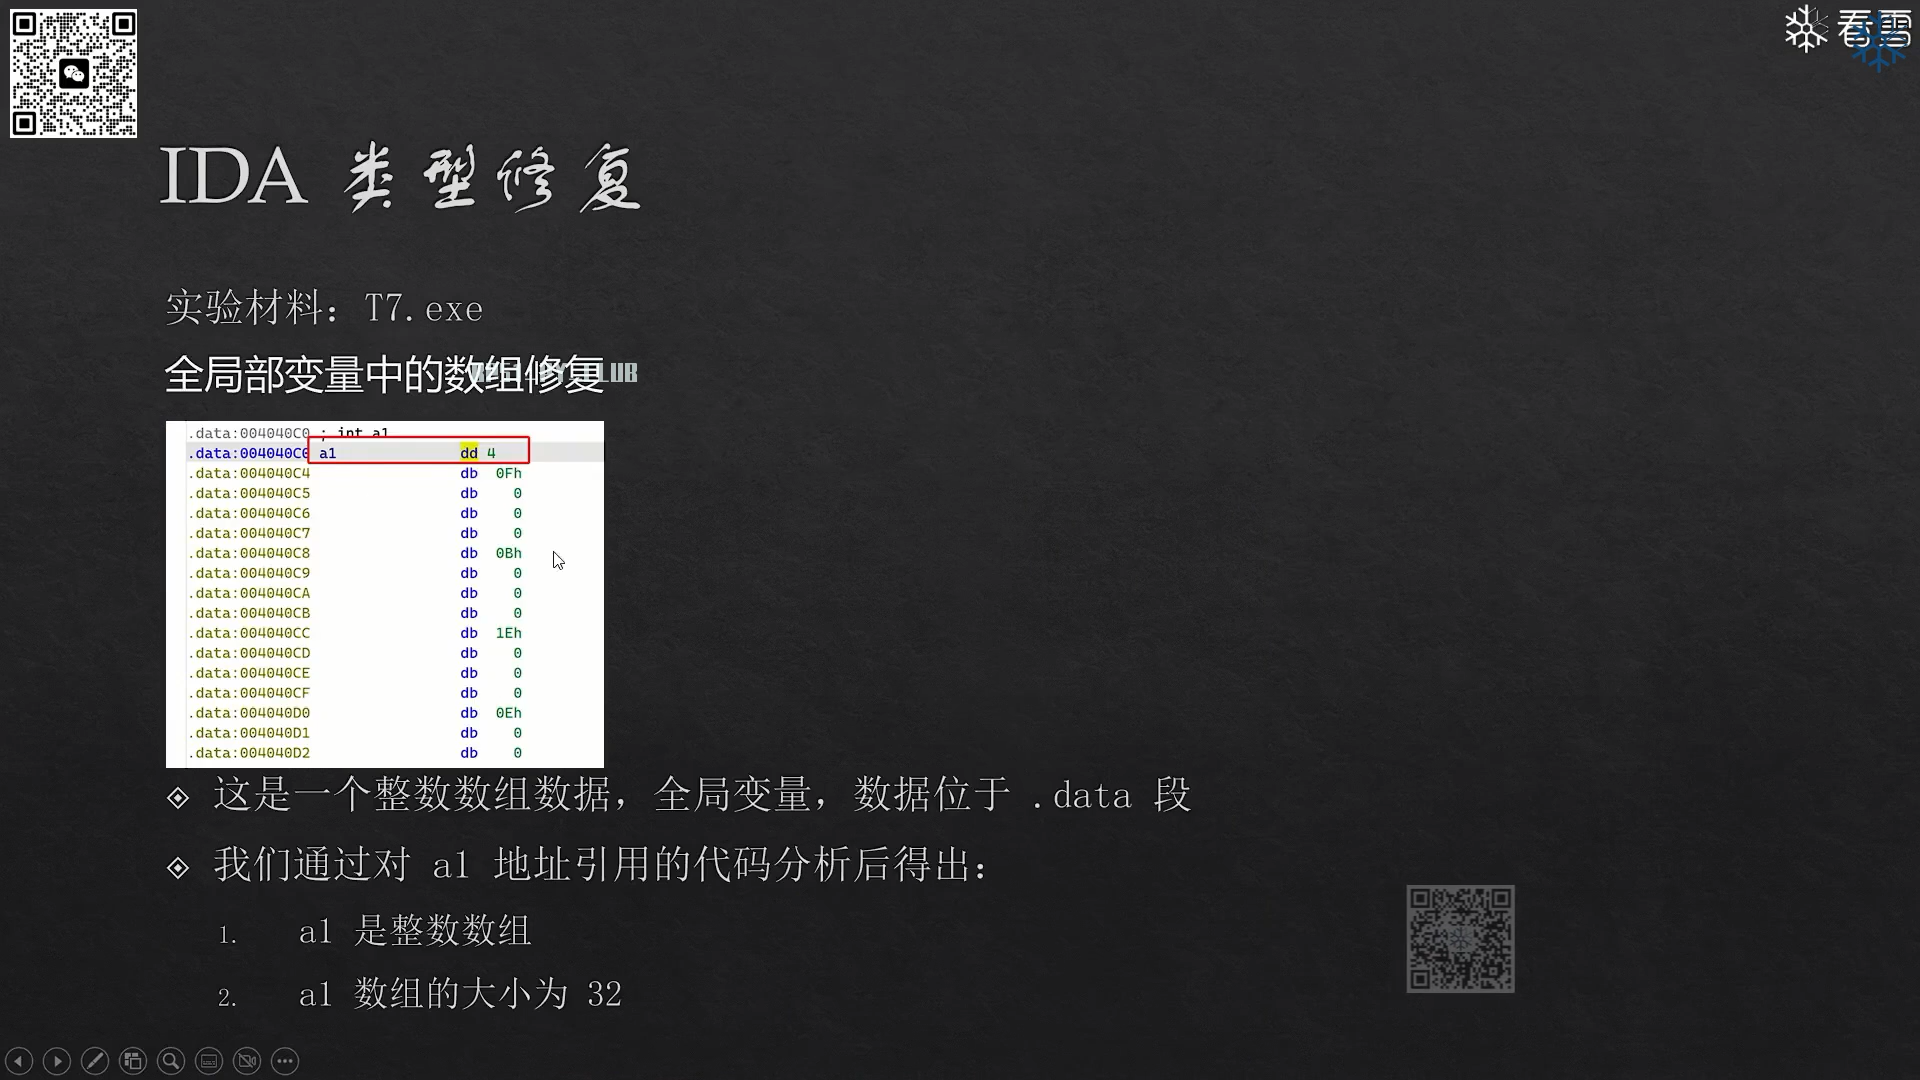 看雪
IDA 类型修复
实验材料: T7.exe
全局部变量中的数组修复
.data:004040C0 ; int a1
.data:004040C0 a1 dd 4
.data:004040C4 db 0Fh
.data:004040C5 db 0
.data:004040C6 db 0
.data:004040C7 db 0
.data:004040C8 db 0Bh
.data:004040C9 db 0
.data:004040CA db 0
.data:004040CB db 0
.data:004040CC db 1Eh
.data:004040CD db 0
.data:004040CE db 0
.data:004040CF db 0
.data:004040D0 db 0Eh
.data:004040D1 db 0
.data:004040D2 db 0
这是一个整数数组数据，全局变量，数据位于 .data 段
我们通过对 a1 地址引用的代码分析后得出：
1. a1 是整数数组
2. a1 数组的大小为 32